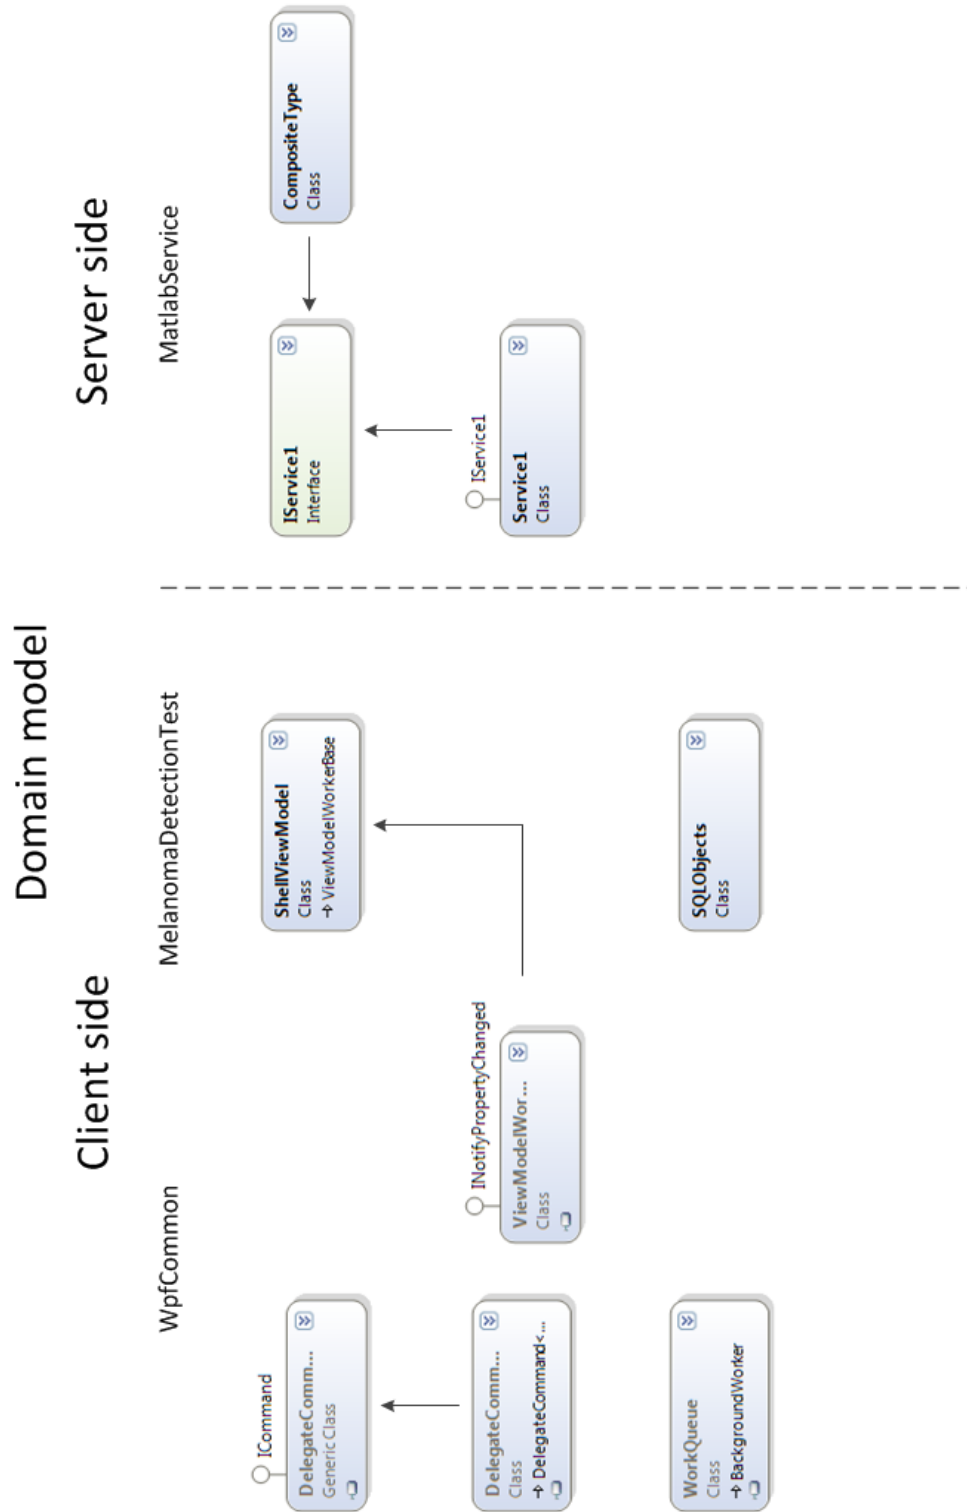 Domain model
Client side
Server side
WpfCommon
MelanomaDetectionTest
MatlabService
ICommand
DelegateComm...
Generic Class
DelegateComm...
Class
DelegateCommand<...
WorkQueue
Class
BackgroundWorker
INotifyPropertyChanged
ViewModelWor...
Class
ShellViewModel
Class
ViewModelWorkerBase
SQLObjects
Class
IService1
Interface
IService1
Service1
Class
CompositeType
Class